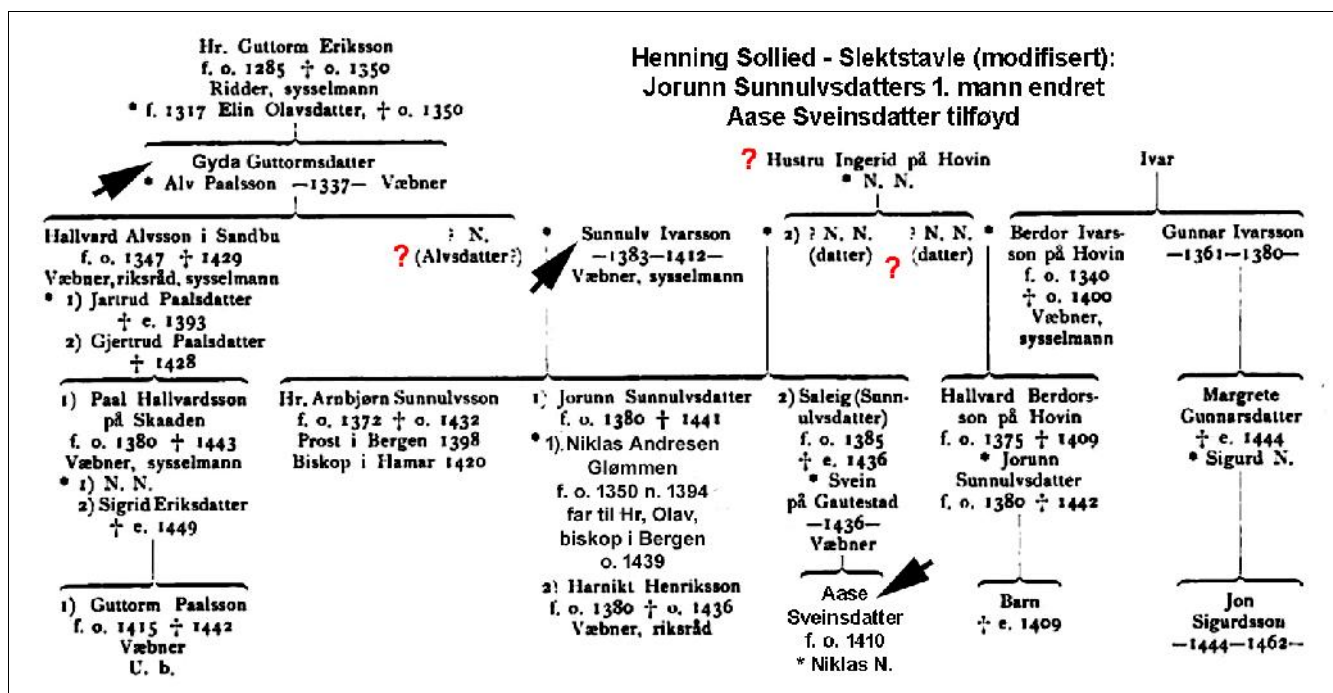 Hr. Guttorm Eriksson
f. o. 1285 † o. 1350
Ridder, sysselmann
* f. 1317 Elin Olavsdatter, † o. 1350
Henning Sollied - Slektstavle (modifisert):
Jorunn Sunnulvsdatters 1. mann endret
Aase Sveinsdatter tilføyd
Gyda Guttormsdatter
* Alv Paalsson —1337— Væbner
? Hustru Ingerid på Hovin
* N. N.
Ivar
Hallvard Alvsson i Sandbu
f. o. 1347 † 1429
Væbner, riksråd, sysselmann
* 1) Jartrud Paalsdatter
† e. 1393
2) Gjertrud Paalsdatter
† 1428
? N. *
? (Alvsdatter?)
Sunnulv Ivarsson
—1383—1412—
Væbner, sysselmann
* 2) ? N. N.
(datter)
? N. N. *
(datter)
?
Berdor Ivars-
son på Hovin
f. o. 1340
† o. 1400
Væbner,
sysselmann
Gunnar Ivarsson
—1361—1380—
1) Paal Hallvardsson
på Skaaden
f. o. 1380 † 1443
Væbner, sysselmann
* 1) N. N.
2) Sigrid Eriksdatter
† e. 1449
Hr. Arnbjørn Sunnulvsson
f. o. 1372 † o. 1432
Prost i Bergen 1398
Biskop i Hamar 1420
1) Jorunn Sunnulvsdatter
f. o. 1380 † 1441
* 1). Niklas Andresen
Glømmen
f. o. 1350 n. 1394
far til Hr, Olav,
biskop i Bergen
o. 1439
2) Harnikt Henriksson
f. o. 1380 † o. 1436
Væbner, riksråd
2) Saleig (Sunn-
ulvsdatter)
f. o. 1385
† e. 1436
* Svein
på Gautestad
—1436—
Væbner
Hallvard Berdors-
son på Hovin
f. o. 1375 † 1409
* Jorunn
Sunnulvsdatter
f. o. 1380 † 1442
Margrete
Gunnarsdatter
† e. 1444
* Sigurd N.
1) Guttorm Paalsson
f. o. 1415 † 1442
Væbner
U. b.
Aase
Sveinsdatter
f. o. 1410
* Niklas N.
Barn
† e. 1409
Jon
Sigurdsson
—1444—1462—